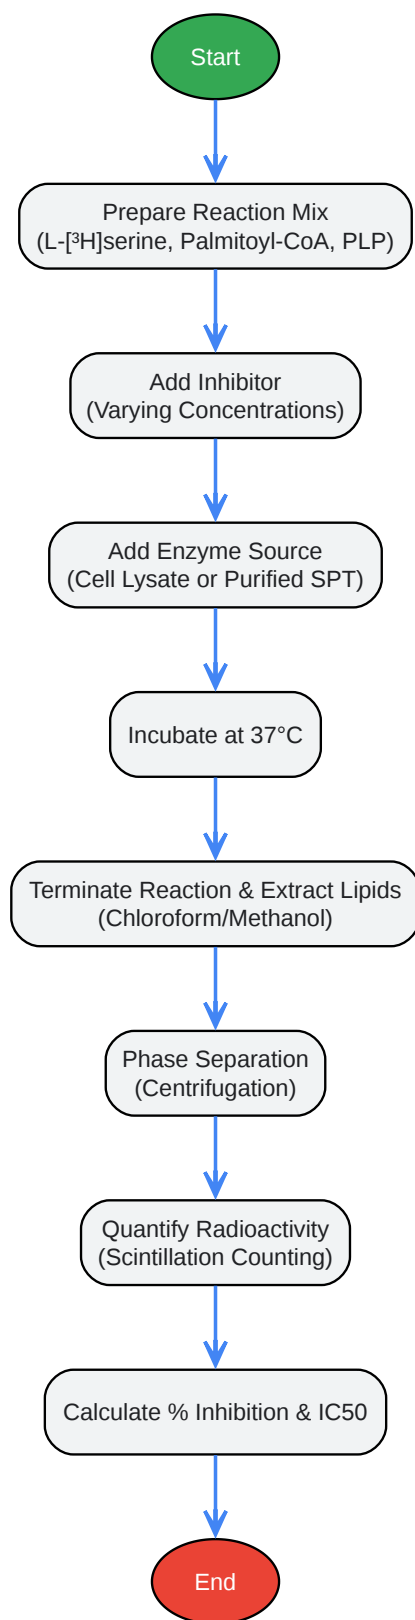 Start
Prepare Reaction Mix
(L-[³H]serine, Palmitoyl-CoA, PLP)
Add Inhibitor
(Varying Concentrations)
Add Enzyme Source
(Cell Lysate or Purified SPT)
Incubate at 37°C
Terminate Reaction & Extract Lipids
(Chloroform/Methanol)
Phase Separation
(Centrifugation)
Quantify Radioactivity
(Scintillation Counting)
Calculate % Inhibition & IC50
End